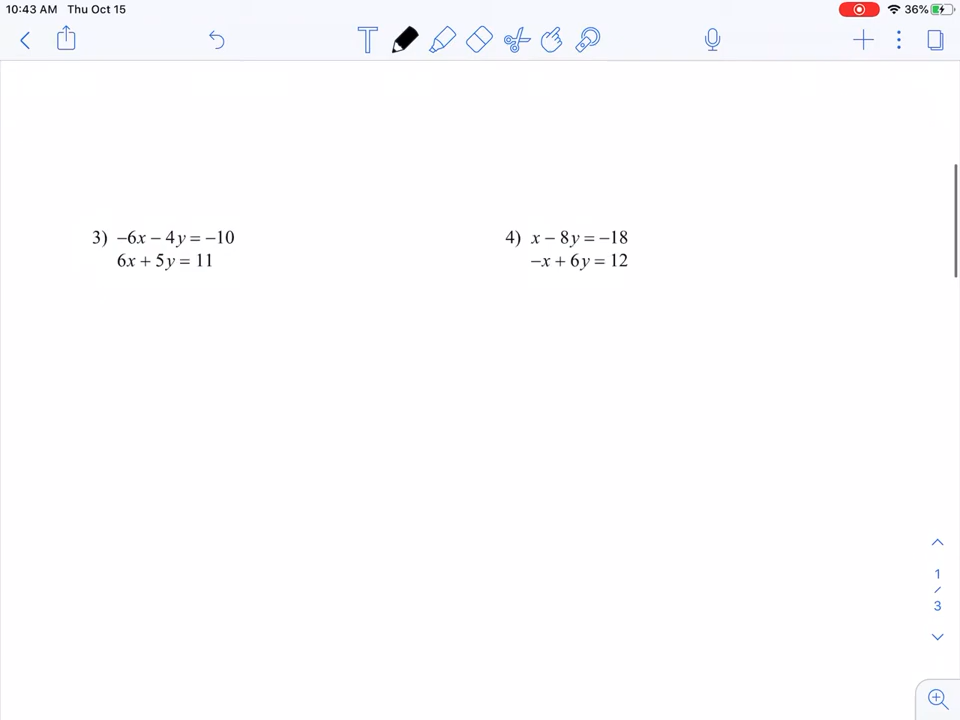 10:43 AM Thu Oct 15
36%
T
3) –6x – 4y = –10
6x + 5y = 11
4) x – 8y = –18
–x + 6y = 12
1
/
3